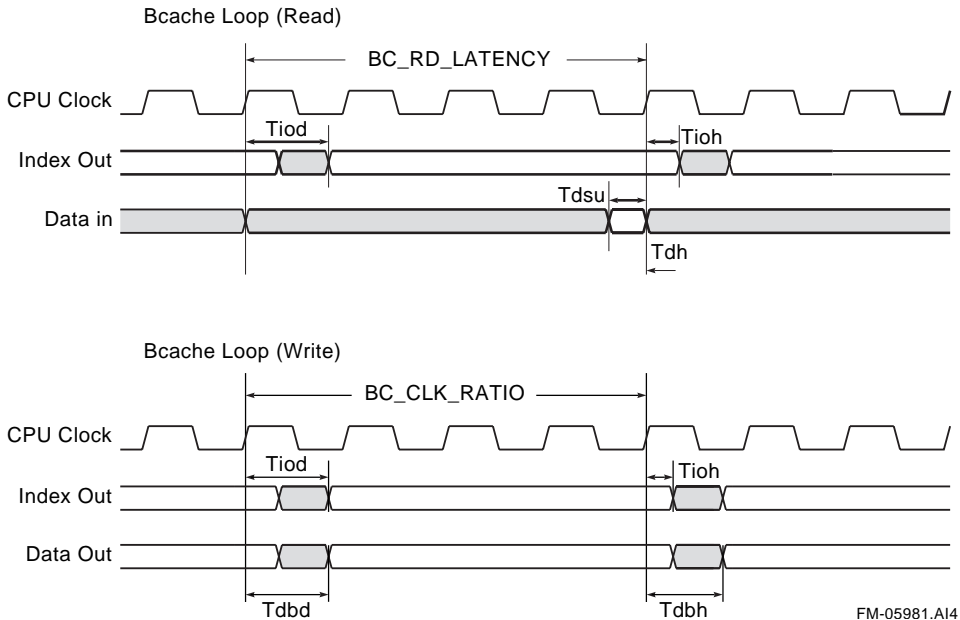 Bcache Loop (Read)
BC_RD_LATENCY
CPU Clock
Tiod
Tioh
Index Out
Tdsu
Data in
Tdh
Bcache Loop (Write)
BC_CLK_RATIO
CPU Clock
Tiod
Tioh
Index Out
Data Out
Tdbd
Tdbh
FM-05981.AI4